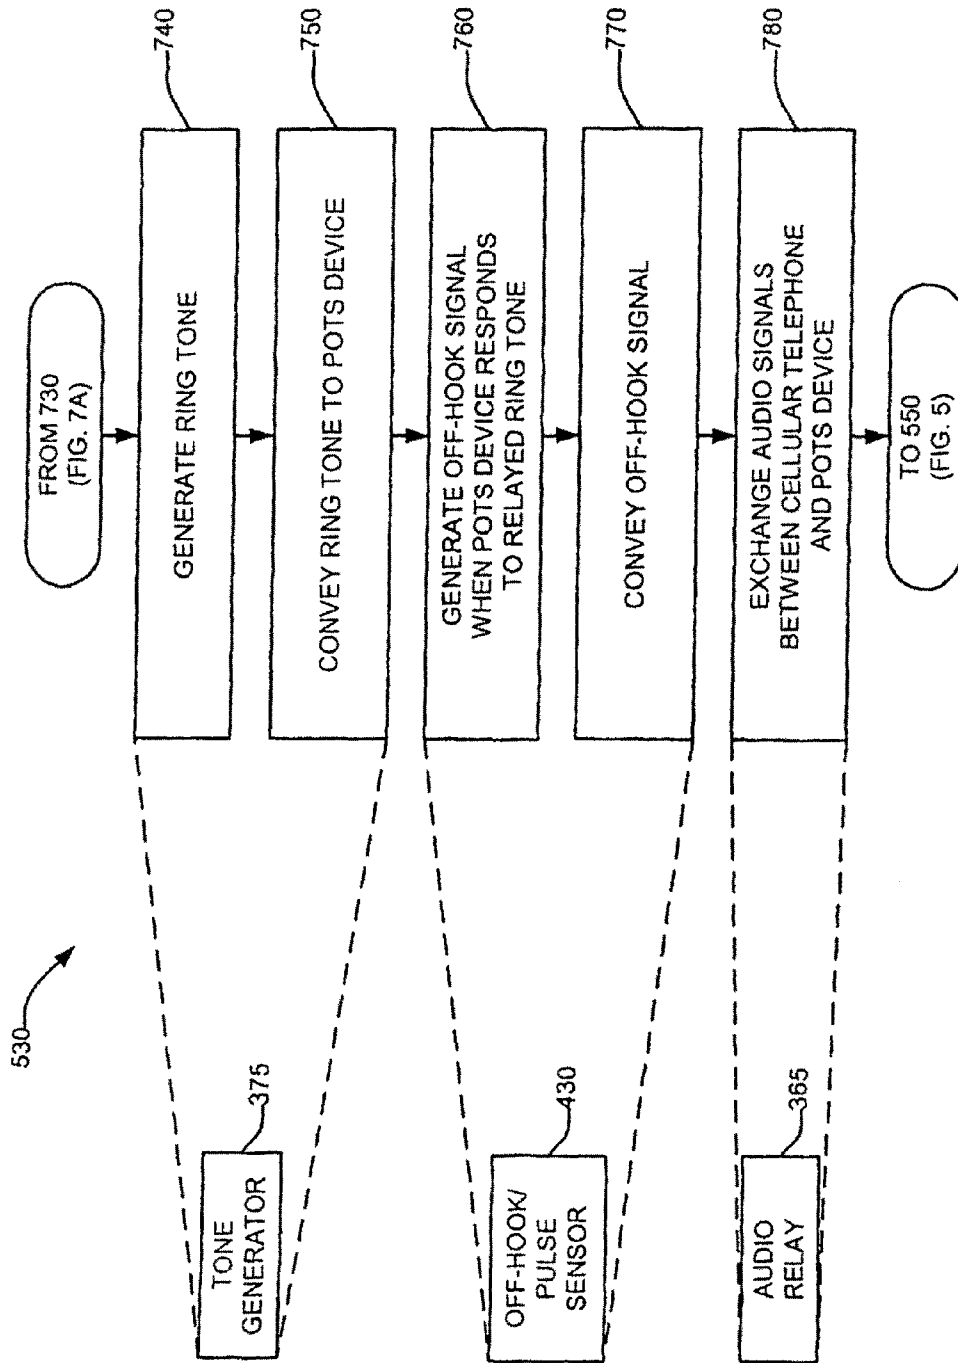 530
FROM 730
(FIG. 7A)
GENERATE RING TONE
740
CONVEY RING TONE TO POTS DEVICE
750
TONE
GENERATOR
375
GENERATE OFF-HOOK SIGNAL
WHEN POTS DEVICE RESPONDS
TO RELAYED RING TONE
760
CONVEY OFF-HOOK SIGNAL
770
OFF-HOOK/
PULSE
SENSOR
430
EXCHANGE AUDIO SIGNALS
BETWEEN CELLULAR TELEPHONE
AND POTS DEVICE
780
AUDIO
RELAY
365
TO 550
(FIG. 5)